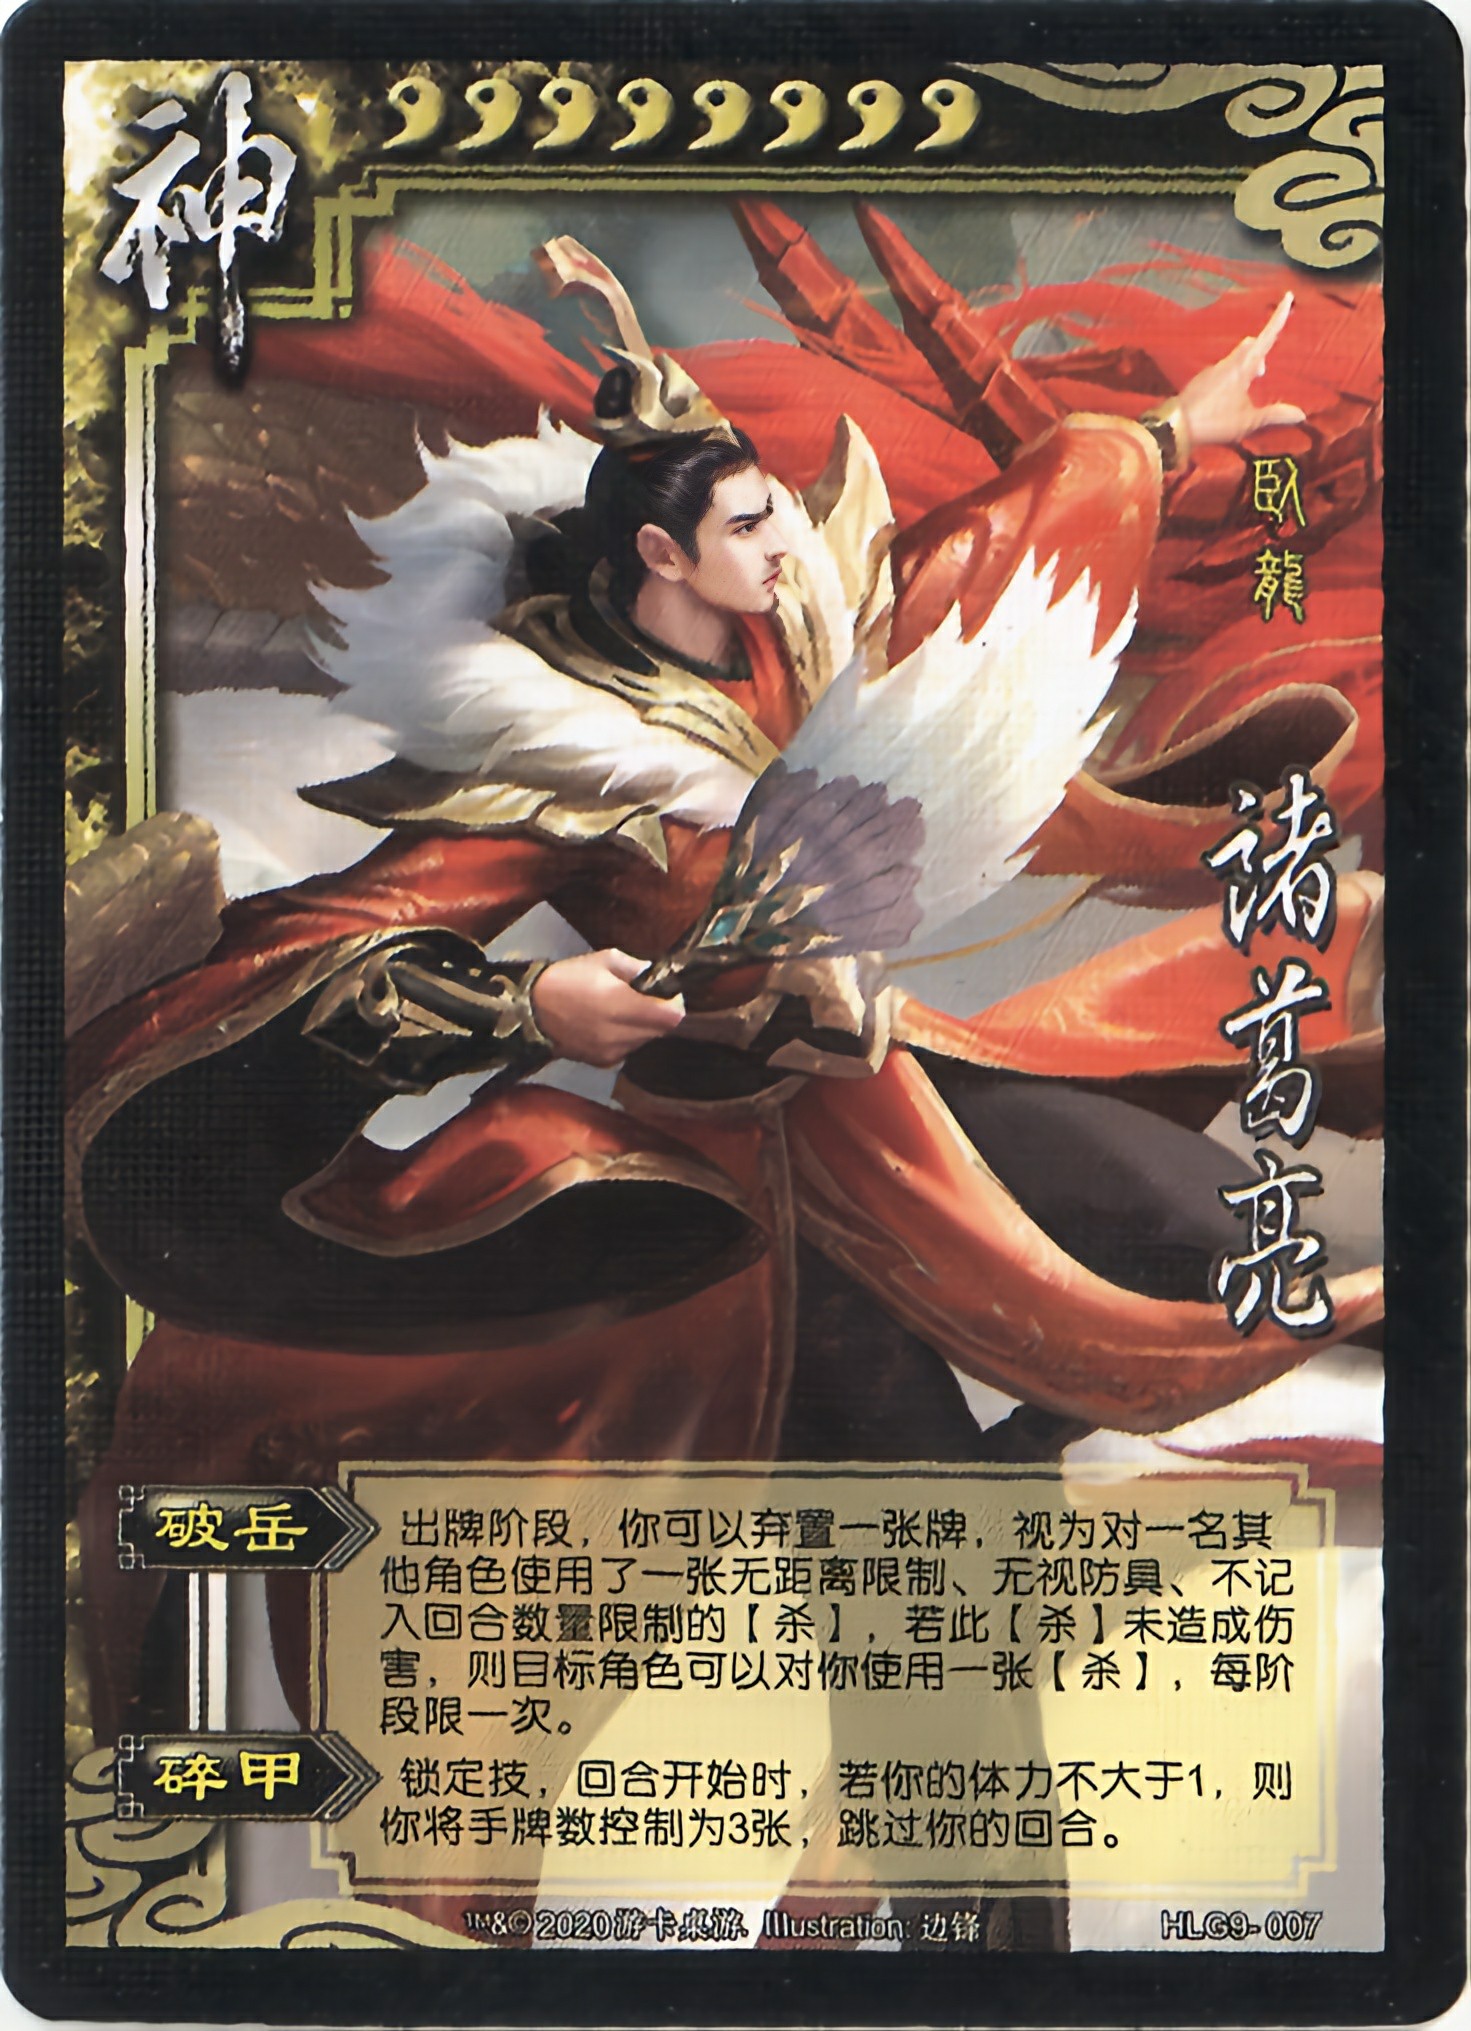 神
臥龍
諸葛亮
破岳
出牌阶段，你可以弃置一张牌，视为对一名其
他角色使用了一张无距离限制、无视防具、不记
入回合数量限制的【杀】，若此【杀】未造成伤
害，则目标角色可以对你使用一张【杀】，每阶
段限一次。
碎甲
锁定技，回合开始时，若你的体力不大于1，则
你将手牌数控制为3张，跳过你的回合。
™&© 2020 游卡桌游. Illustration: 边锋
HLG9-007